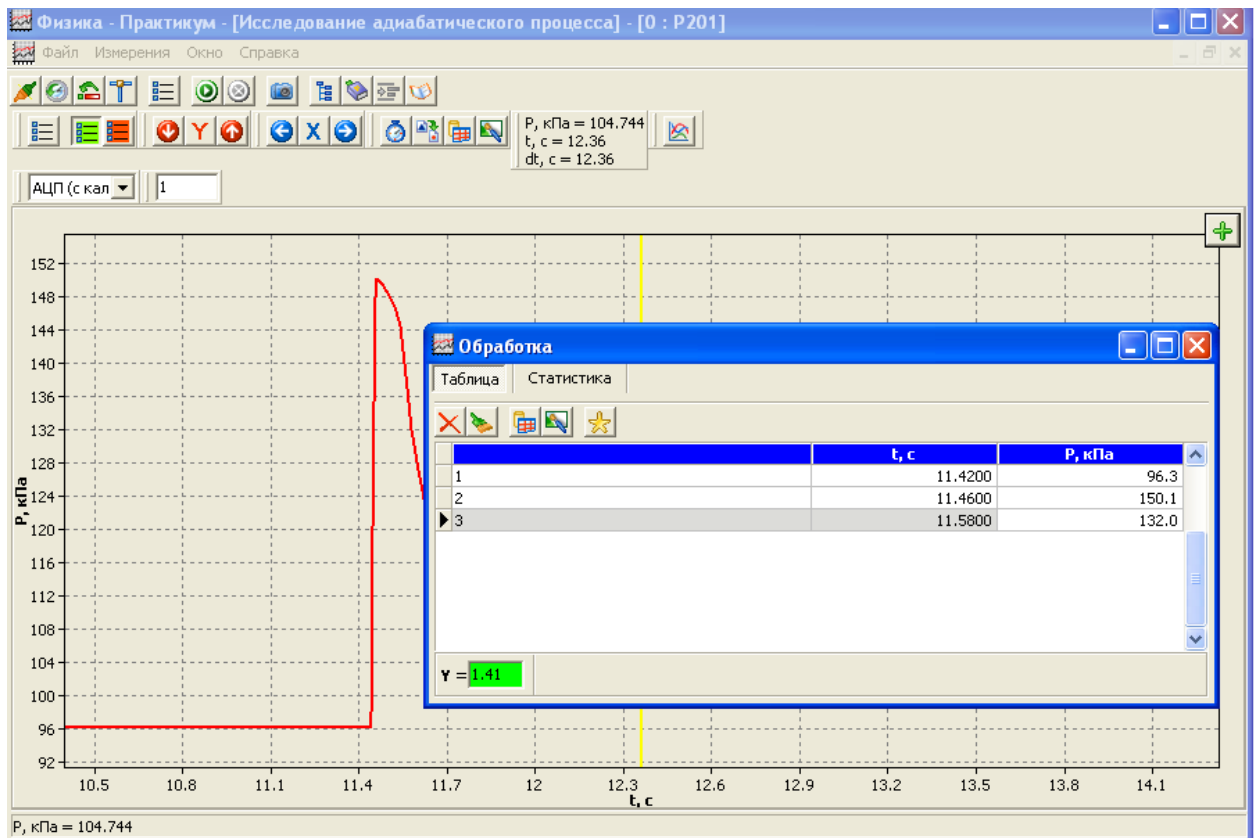 Физика - Практикум - [Исследование адиабатического процесса] - [0 : P201]
Файл Измерения Окно Справка
Y X
P, кПа = 104.744
t, с = 12.36
dt, с = 12.36
АЦП (с кал 1
152
148
144
140
136
132
128
124
120
116
112
108
104
100
96
92
P, кПа
10.5 10.8 11.1 11.4 11.7 12 12.3 12.6 12.9 13.2 13.5 13.8 14.1
t, с
Обработка
Таблица Статистика
t, с P, кПа
1 11.4200 96.3
2 11.4600 150.1
3 11.5800 132.0
γ = 1.41
P, кПа = 104.744